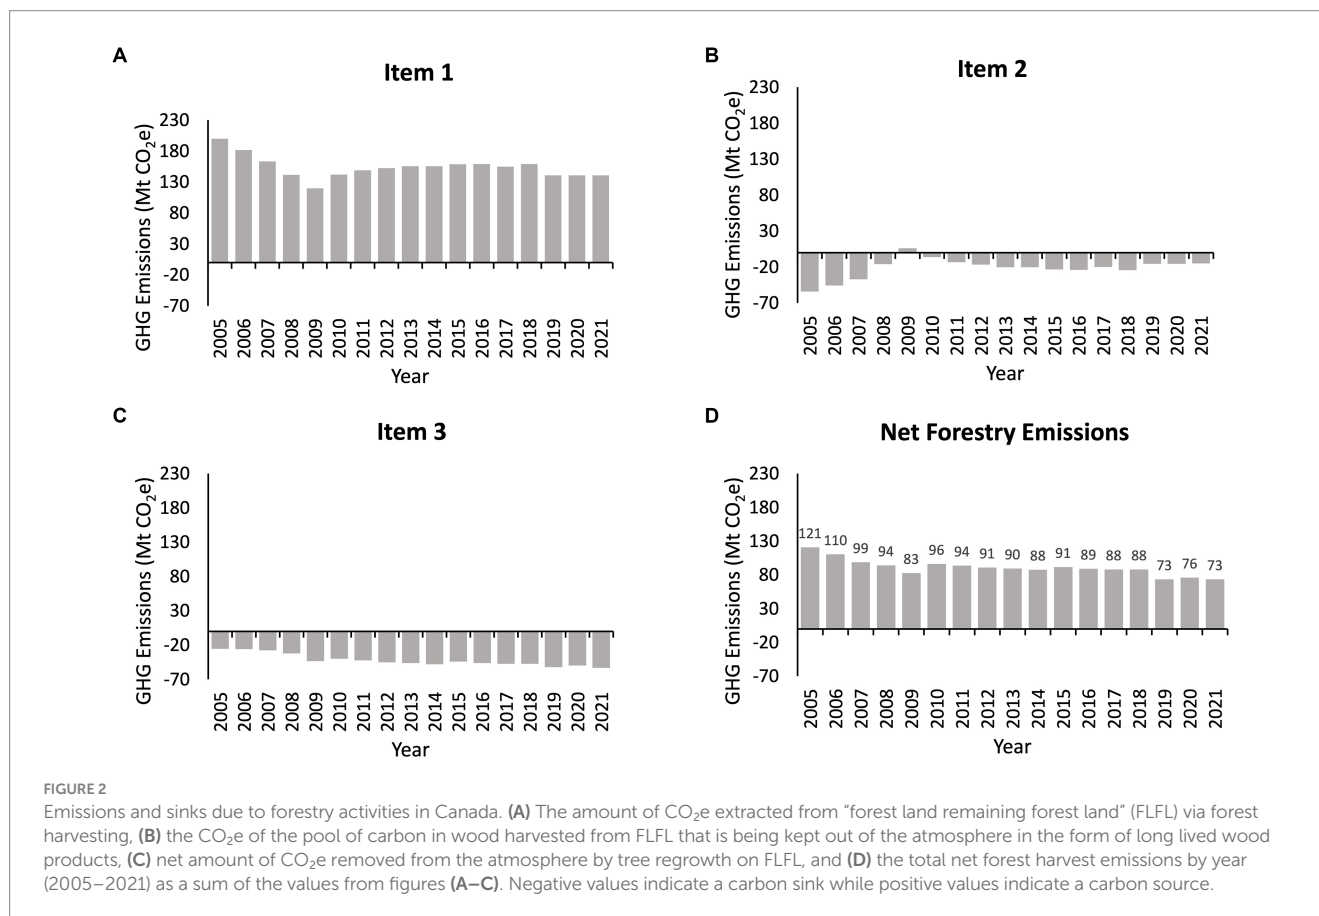 A
Item 1
GHG Emissions (Mt CO₂e)
230
180
130
80
30
-20
-70
2005 2006 2007 2008 2009 2010 2011 2012 2013 2014 2015 2016 2017 2018 2019 2020 2021
Year
B
Item 2
GHG Emissions (Mt CO₂e)
230
180
130
80
30
-20
-70
2005 2006 2007 2008 2009 2010 2011 2012 2013 2014 2015 2016 2017 2018 2019 2020 2021
Year
C
Item 3
GHG Emissions (Mt CO₂e)
230
180
130
80
30
-20
-70
2005 2006 2007 2008 2009 2010 2011 2012 2013 2014 2015 2016 2017 2018 2019 2020 2021
Year
D
Net Forestry Emissions
GHG Emissions (Mt CO₂e)
230
180
130
80
30
-20
-70
121 110 99 94 83 96 94 91 90 88 91 89 88 88 73 76 73
2005 2006 2007 2008 2009 2010 2011 2012 2013 2014 2015 2016 2017 2018 2019 2020 2021
Year
FIGURE 2
Emissions and sinks due to forestry activities in Canada. (A) The amount of CO₂e extracted from “forest land remaining forest land” (FLFL) via forest
harvesting, (B) the CO₂e of the pool of carbon in wood harvested from FLFL that is being kept out of the atmosphere in the form of long lived wood
products, (C) net amount of CO₂e removed from the atmosphere by tree regrowth on FLFL, and (D) the total net forest harvest emissions by year
(2005–2021) as a sum of the values from figures (A–C). Negative values indicate a carbon sink while positive values indicate a carbon source.